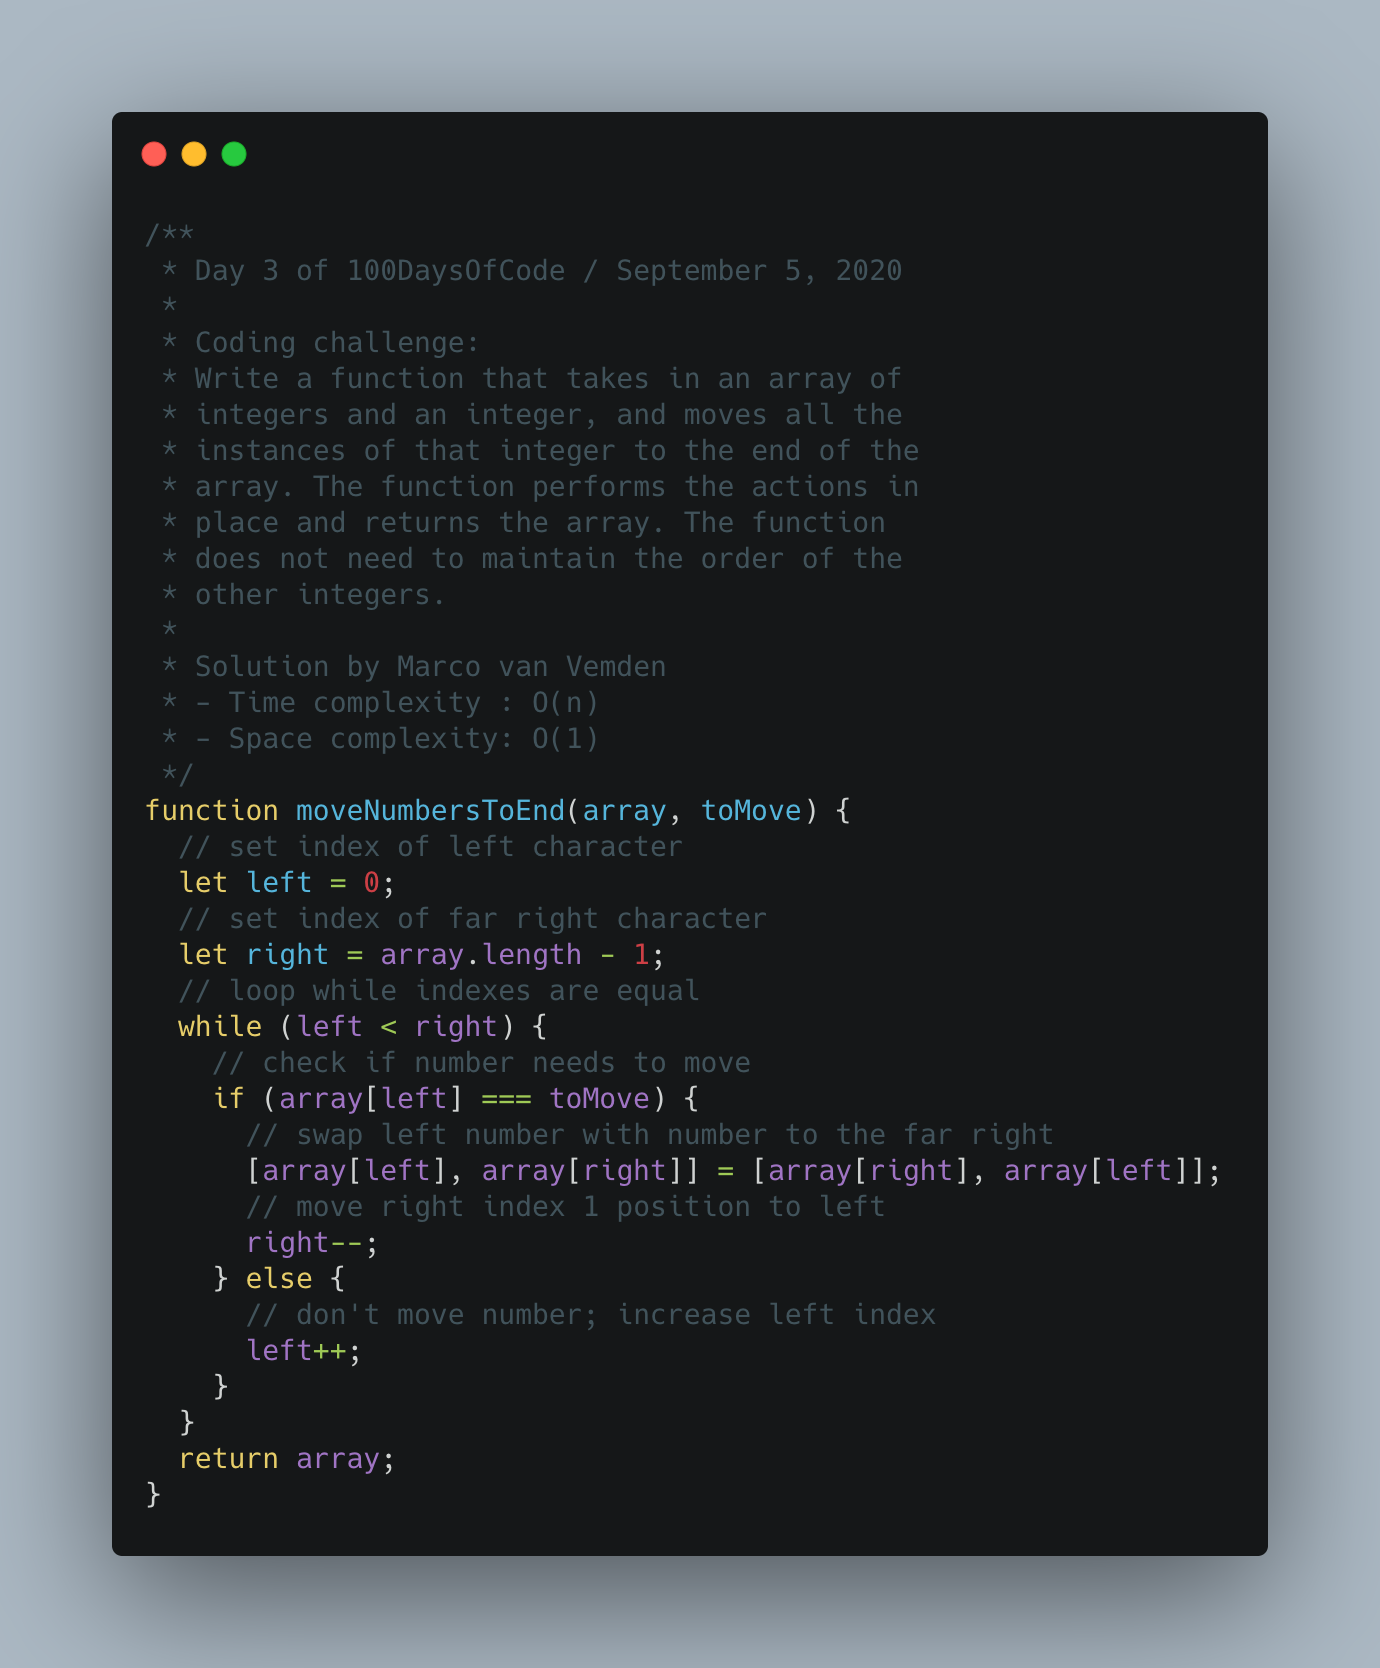 /**
 * Day 3 of 100DaysOfCode / September 5, 2020
 *
 * Coding challenge:
 * Write a function that takes in an array of
 * integers and an integer, and moves all the
 * instances of that integer to the end of the
 * array. The function performs the actions in
 * place and returns the array. The function
 * does not need to maintain the order of the
 * other integers.
 *
 * Solution by Marco van Vemden
 * - Time complexity : O(n)
 * - Space complexity: O(1)
 */
function moveNumbersToEnd(array, toMove) {
  // set index of left character
  let left = 0;
  // set index of far right character
  let right = array.length - 1;
  // loop while indexes are equal
  while (left < right) {
    // check if number needs to move
    if (array[left] === toMove) {
      // swap left number with number to the far right
      [array[left], array[right]] = [array[right], array[left]];
      // move right index 1 position to left
      right--;
    } else {
      // don't move number; increase left index
      left++;
    }
  }
  return array;
}